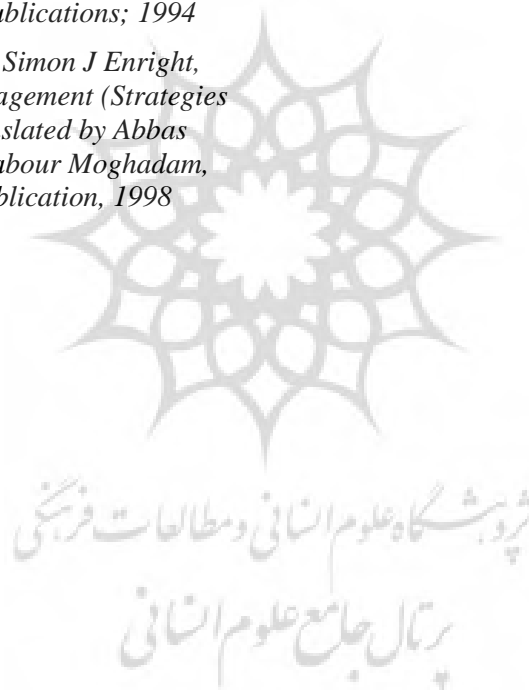 ublications; 1994
Simon J Enright,
agement (Strategies
slated by Abbas
abour Moghadam,
blication, 1998
پژوهشگاه علوم انسانی و مطالعات فرهنگی
پرتال جامع علوم انسانی